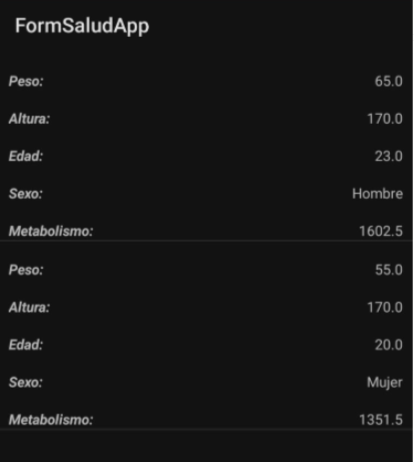 FormSaludApp
Peso: 65.0
Altura: 170.0
Edad: 23.0
Sexo: Hombre
Metabolismo: 1602.5
Peso: 55.0
Altura: 170.0
Edad: 20.0
Sexo: Mujer
Metabolismo: 1351.5